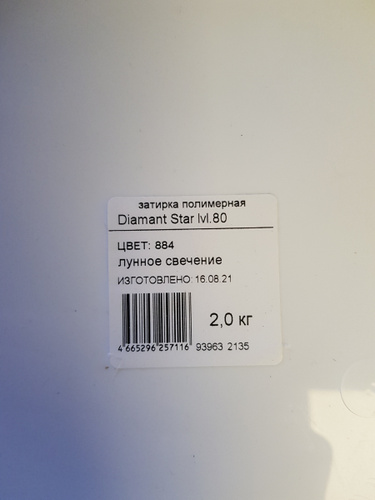 затирка полимерная
Diamant Star lvl.80
ЦВЕТ: 884
лунное свечение
ИЗГОТОВЛЕНО: 16.08.21
2,0 кг
4 665296 257116 93963 2135